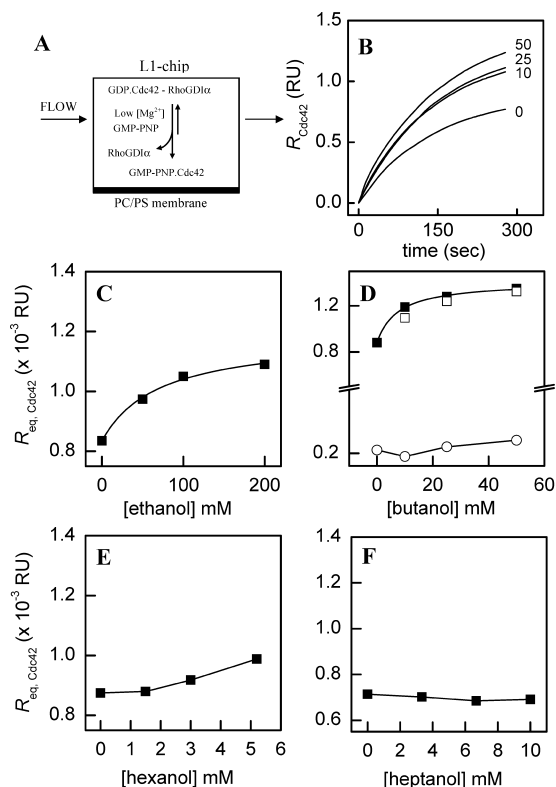 A
L1-chip
FLOW
GDP.Cdc42 - RhoGDIα
Low [Mg²⁺]
GMP-PNP
RhoGDIα
GMP-PNP.Cdc42
PC/PS membrane
B
R Cdc42 (RU)
1.5
1.0
0.5
0.0
50
25
10
0
0 150 300
time (sec)
C
R eq, Cdc42 (x 10⁻³ RU)
1.4
1.2
1.0
0.8
0 100 200
[ethanol] mM
D
1.2
0.8
0.2
0 20 40 60
[butanol] mM
E
R eq, Cdc42 (x 10⁻³ RU)
1.4
1.2
1.0
0.8
0 1 2 3 4 5 6
[hexanol] mM
F
1.4
1.2
1.0
0.8
0.6
0 2 4 6 8 10
[heptanol] mM